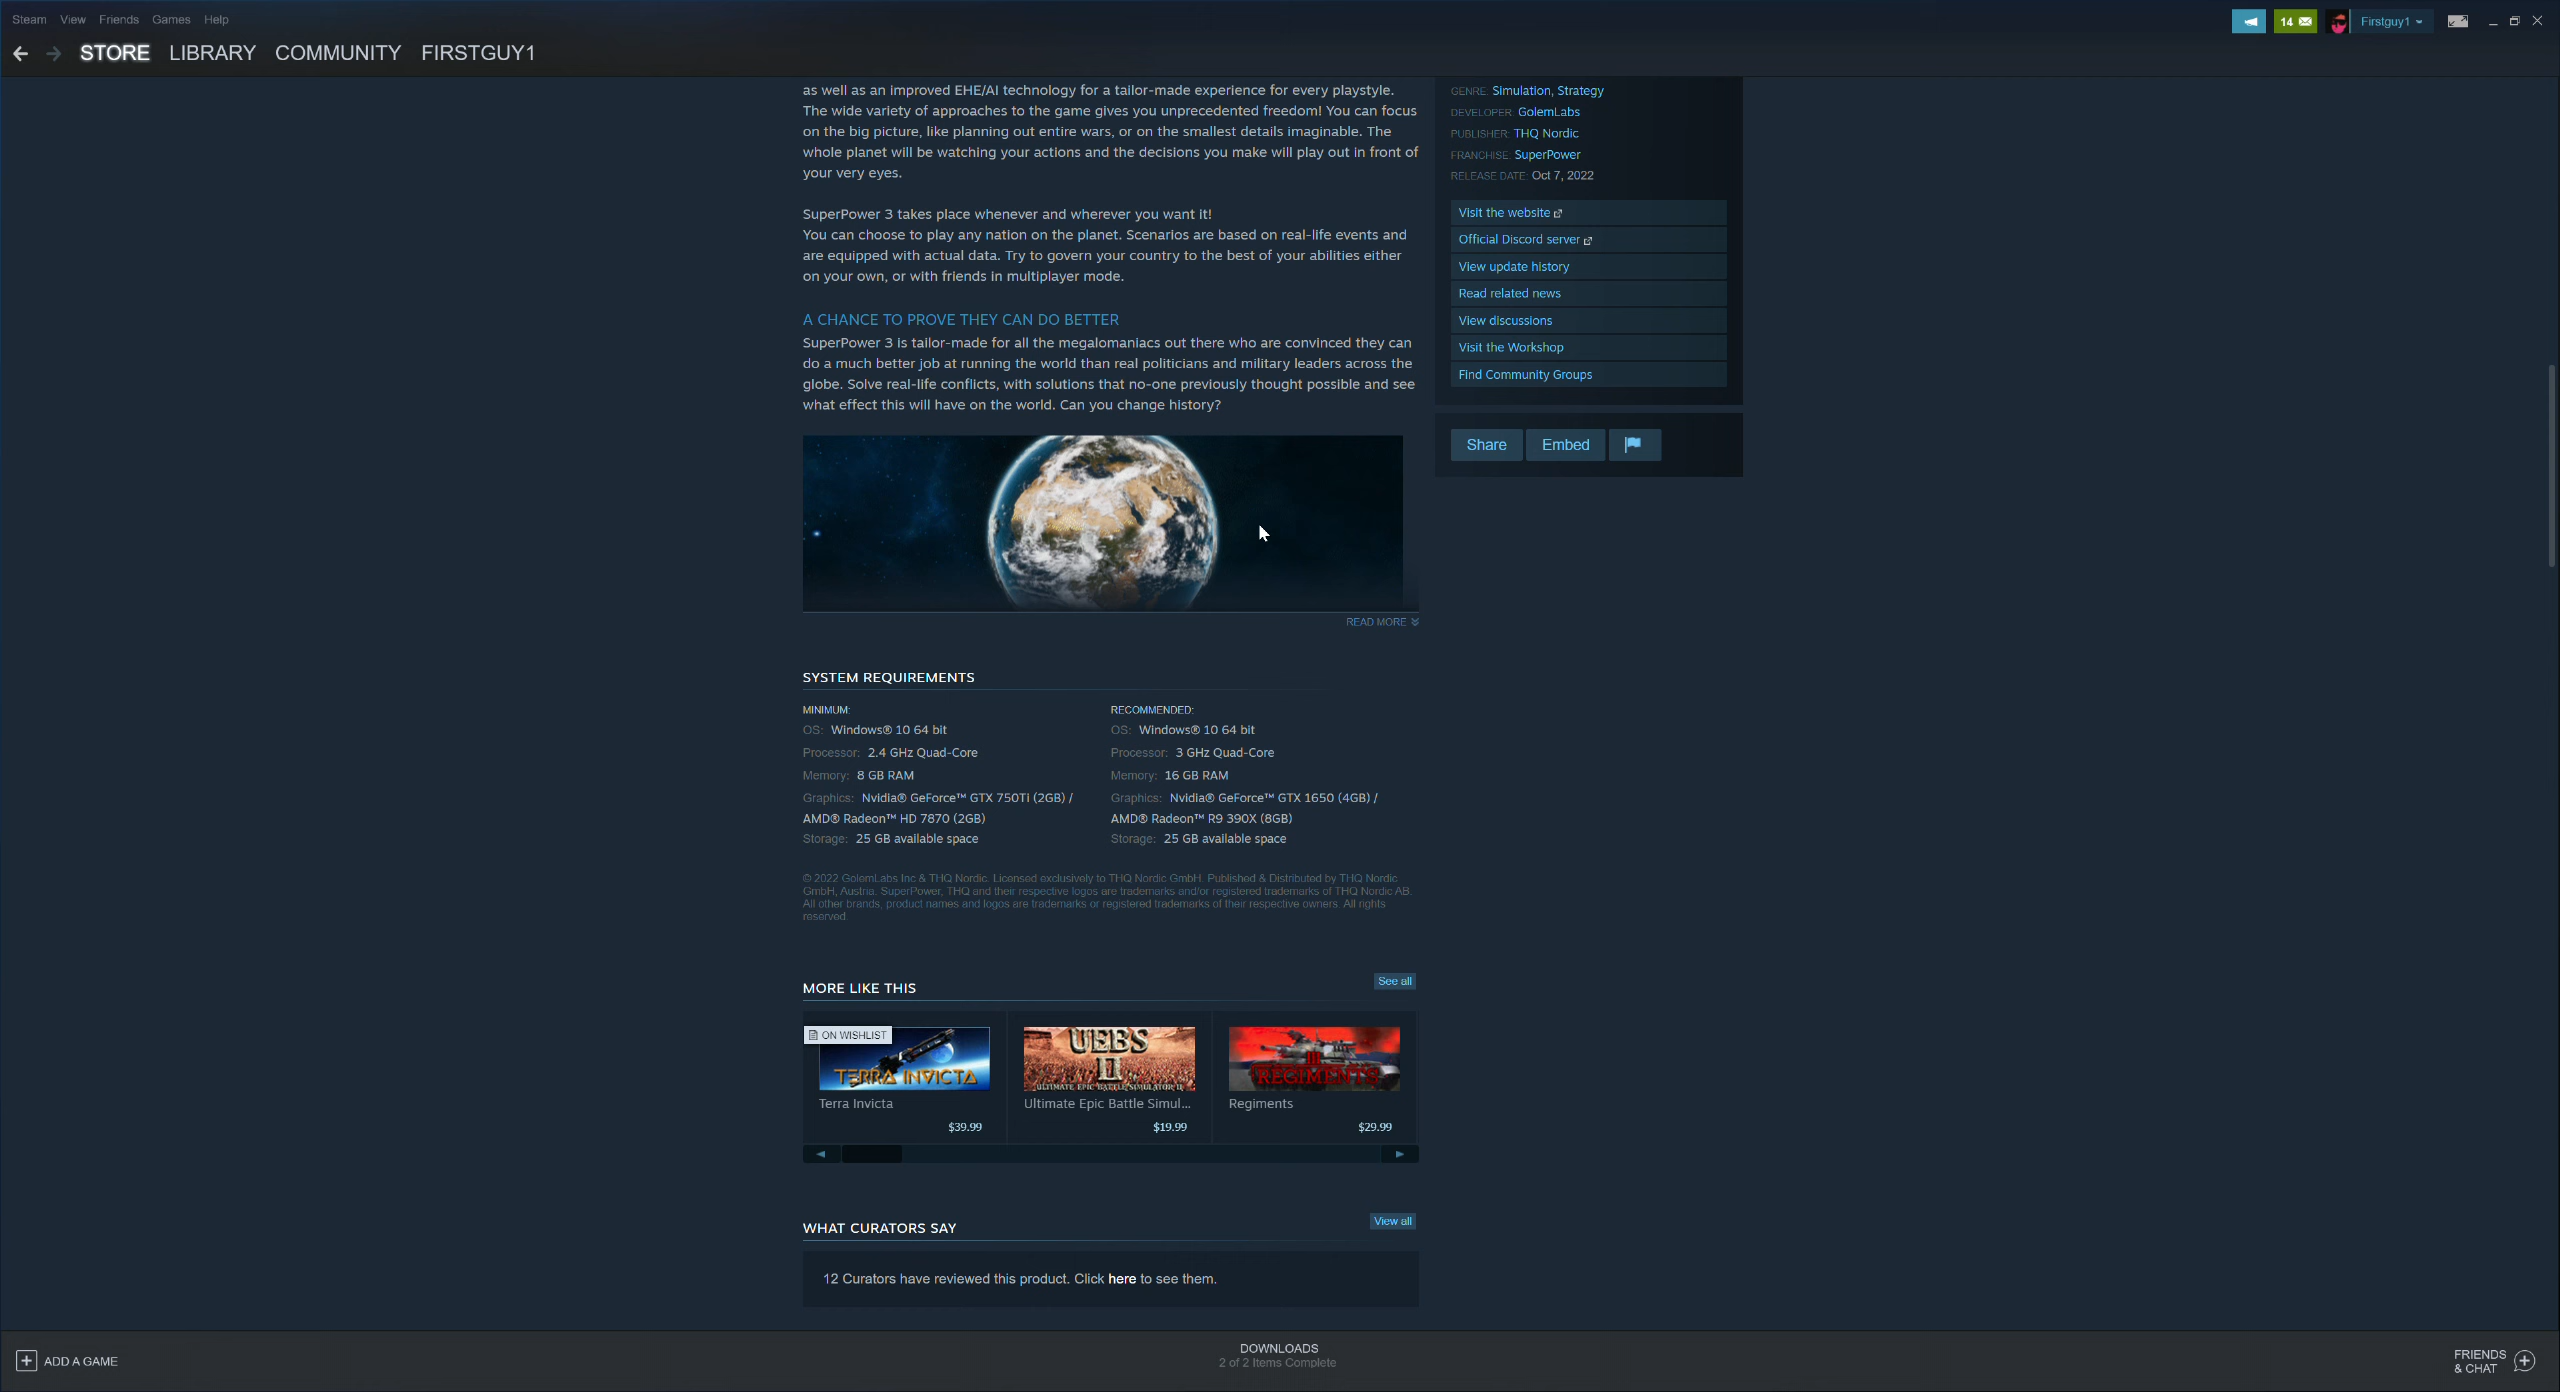 Steam View Friends Games Help
14
Firstguy1
STORE LIBRARY COMMUNITY FIRSTGUY1
as well as an improved EHE/AI technology for a tailor-made experience for every playstyle.
The wide variety of approaches to the game gives you unprecedented freedom! You can focus
on the big picture, like planning out entire wars, or on the smallest details imaginable. The
whole planet will be watching your actions and the decisions you make will play out in front of
your very eyes.
SuperPower 3 takes place whenever and wherever you want it!
You can choose to play any nation on the planet. Scenarios are based on real-life events and
are equipped with actual data. Try to govern your country to the best of your abilities either
on your own, or with friends in multiplayer mode.
A CHANCE TO PROVE THEY CAN DO BETTER
SuperPower 3 is tailor-made for all the megalomaniacs out there who are convinced they can
do a much better job at running the world than real politicians and military leaders across the
globe. Solve real-life conflicts, with solutions that no-one previously thought possible and see
what effect this will have on the world. Can you change history?
READ MORE
GENRE: Simulation, Strategy
DEVELOPER: GolemLabs
PUBLISHER: THQ Nordic
FRANCHISE: SuperPower
RELEASE DATE: Oct 7, 2022
Visit the website
Official Discord server
View update history
Read related news
View discussions
Visit the Workshop
Find Community Groups
Share Embed
SYSTEM REQUIREMENTS
MINIMUM:
OS: Windows® 10 64 bit
Processor: 2.4 GHz Quad-Core
Memory: 8 GB RAM
Graphics: Nvidia® GeForce™ GTX 750Ti (2GB) /
AMD® Radeon™ HD 7870 (2GB)
Storage: 25 GB available space
RECOMMENDED:
OS: Windows® 10 64 bit
Processor: 3 GHz Quad-Core
Memory: 16 GB RAM
Graphics: Nvidia® GeForce™ GTX 1650 (4GB) /
AMD® Radeon™ R9 390X (8GB)
Storage: 25 GB available space
© 2022 GolemLabs Inc & THQ Nordic. Licensed exclusively to THQ Nordic GmbH. Published & Distributed by THQ Nordic
GmbH, Austria. SuperPower, THQ and their respective logos are trademarks and/or registered trademarks of THQ Nordic AB.
All other brands, product names and logos are trademarks or registered trademarks of their respective owners. All rights
reserved.
MORE LIKE THIS
See all
ON WISHLIST
TERRA INVICTA
Terra Invicta
$39.99
UEBS
II
ULTIMATE EPIC BATTLE SIMULATOR II
Ultimate Epic Battle Simul...
$19.99
REGIMENTS
Regiments
$29.99
WHAT CURATORS SAY
View all
12 Curators have reviewed this product. Click here to see them.
ADD A GAME
DOWNLOADS
2 of 2 Items Complete
FRIENDS
& CHAT